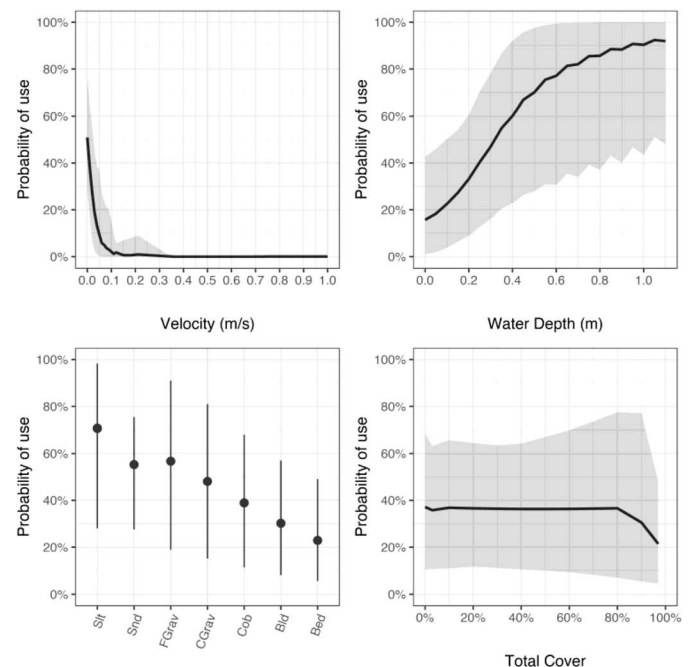 100%
80%
60%
40%
20%
0%
Probability of use
0.0 0.1 0.2 0.3 0.4 0.5 0.6 0.7 0.7 0.8 0.9 1.0
Velocity (m/s)
100%
80%
60%
40%
20%
0%
Probability of use
0.0 0.2 0.4 0.6 0.8 1.0
Water Depth (m)
100%
80%
60%
40%
20%
0%
Probability of use
Slt Snd FGrav CGrav Cob Bld Bed
100%
80%
60%
40%
20%
0%
Probability of use
0% 20% 40% 60% 80% 100%
Total Cover